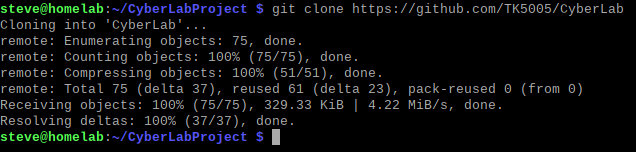 steve@homelab:~/CyberLabProject $ git clone https://github.com/TK5005/CyberLab
Cloning into 'CyberLab'...
remote: Enumerating objects: 75, done.
remote: Counting objects: 100% (75/75), done.
remote: Compressing objects: 100% (51/51), done.
remote: Total 75 (delta 37), reused 61 (delta 23), pack-reused 0 (from 0)
Receiving objects: 100% (75/75), 329.33 KiB | 4.22 MiB/s, done.
Resolving deltas: 100% (37/37), done.
steve@homelab:~/CyberLabProject $